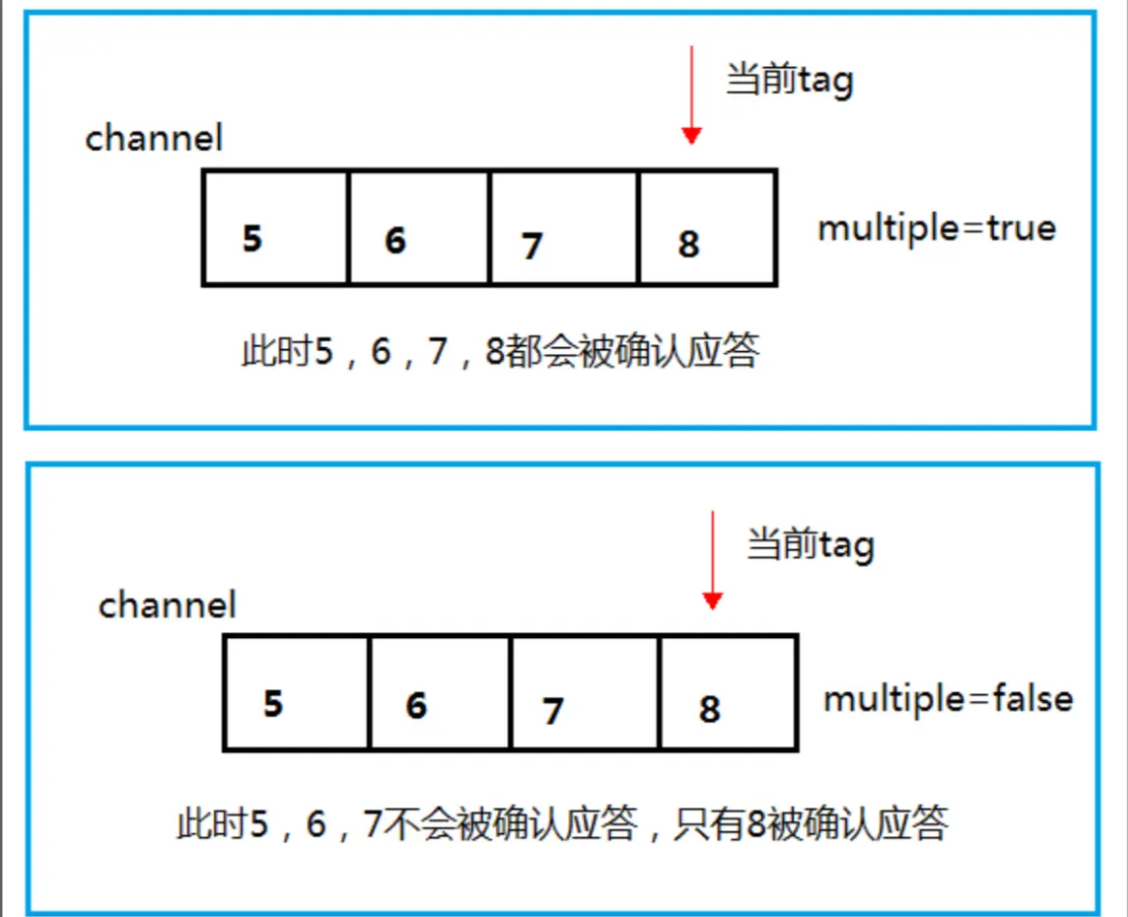 当前tag
channel
5 6 7 8
multiple=true
此时5，6，7，8都会被确认应答
当前tag
channel
5 6 7 8
multiple=false
此时5，6，7不会被确认应答，只有8被确认应答